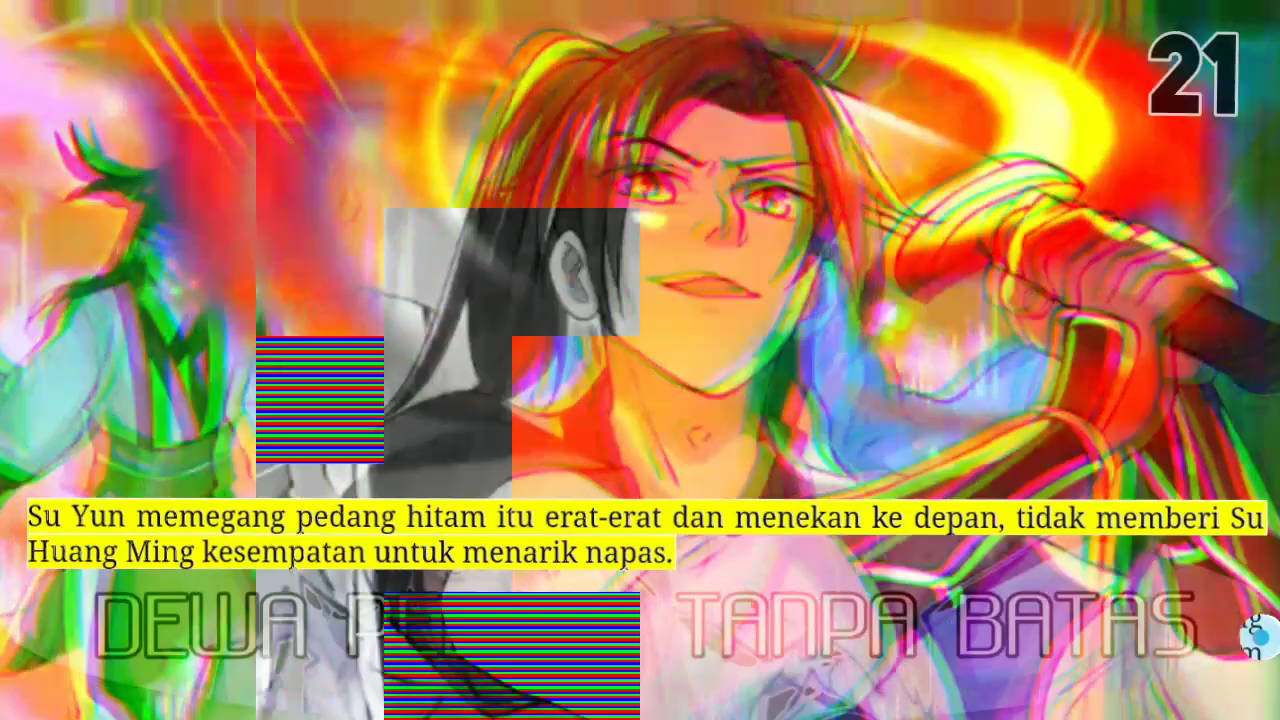 21
Su Yun memegang pedang hitam itu erat-erat dan menekan ke depan, tidak memberi Su
Huang Ming kesempatan untuk menarik napas.
DEWA TANPA BATAS